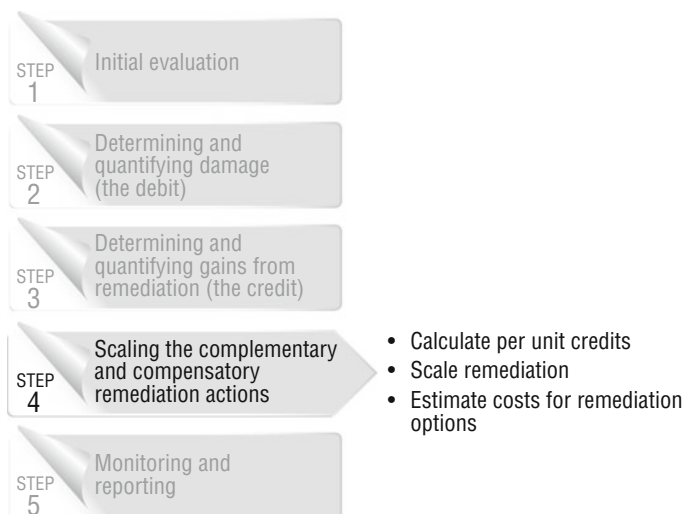 STEP
1
Initial evaluation
STEP
2
Determining and
quantifying damage
(the debit)
STEP
3
Determining and
quantifying gains from
remediation (the credit)
STEP
4
Scaling the complementary
and compensatory
remediation actions
• Calculate per unit credits
• Scale remediation
• Estimate costs for remediation
options
STEP
5
Monitoring and
reporting